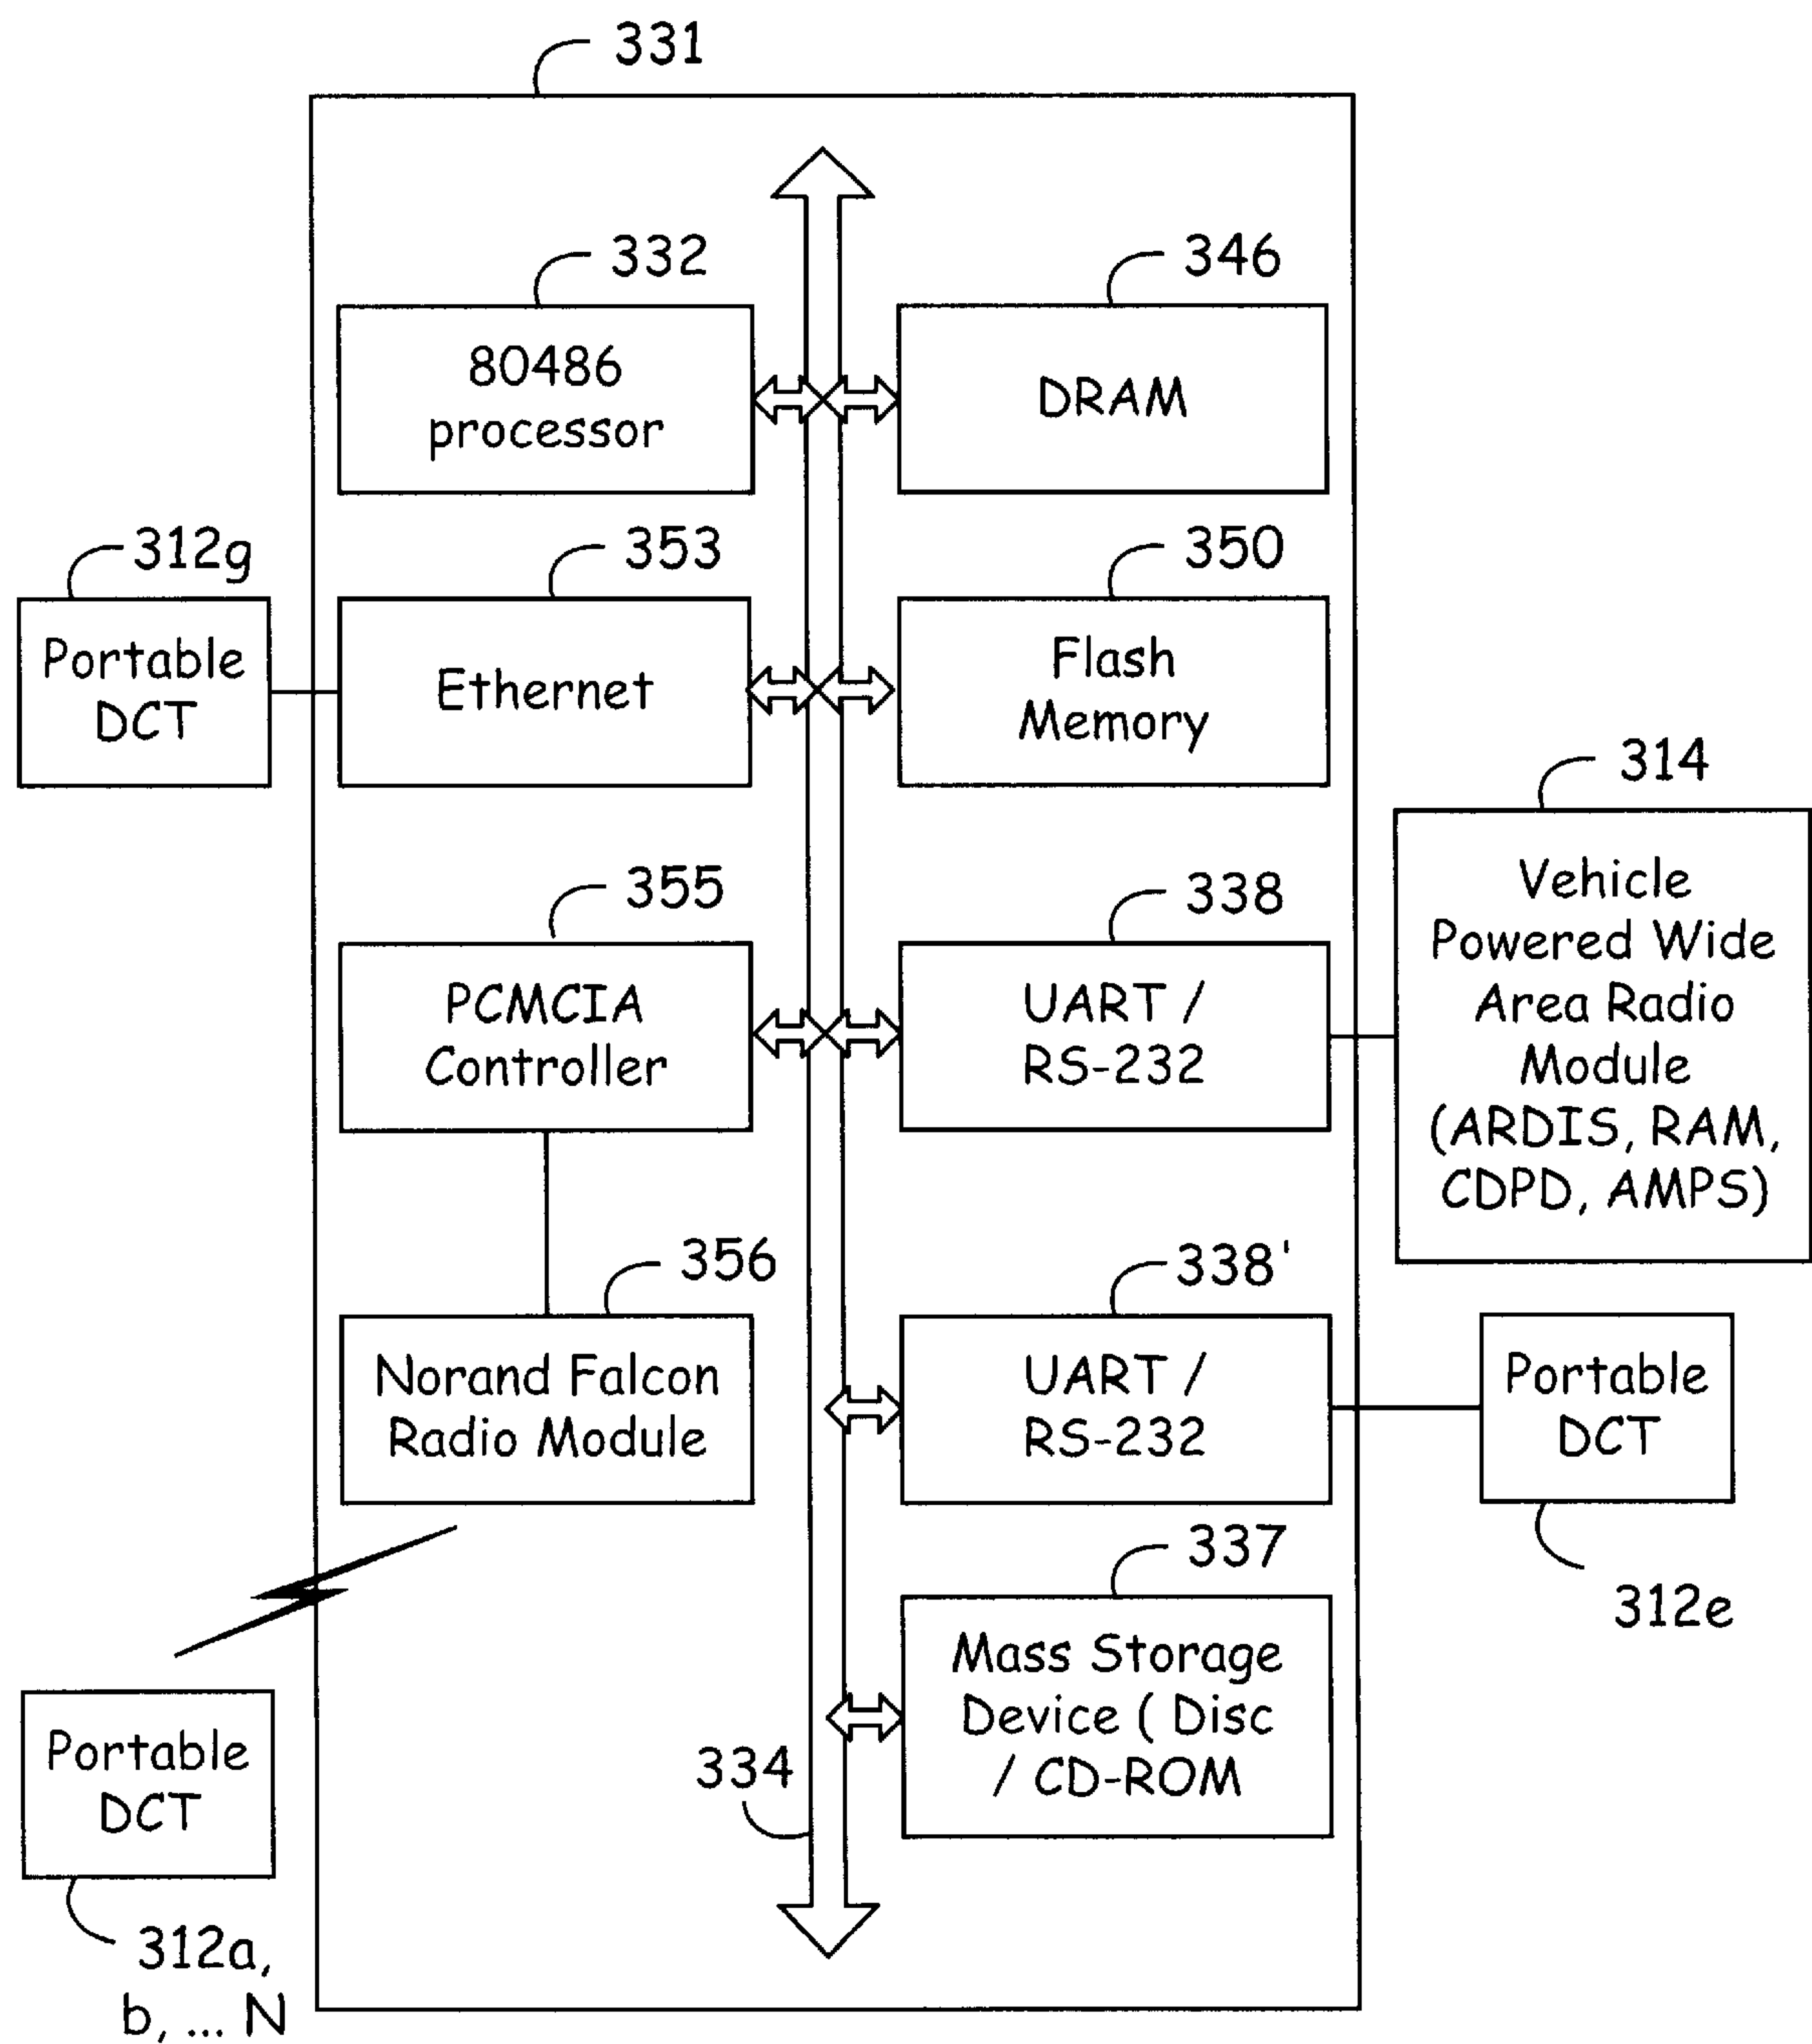 331
332
346
80486
processor
DRAM
312g
353
350
Portable
DCT
Ethernet
Flash
Memory
314
355
338
Vehicle
Powered Wide
Area Radio
Module
(ARDIS, RAM,
CDPD, AMPS)
PCMCIA
Controller
UART /
RS-232
356
338'
Norand Falcon
Radio Module
UART /
RS-232
Portable
DCT
337
312e
Mass Storage
Device ( Disc
/ CD-ROM
334
Portable
DCT
312a,
b, ... N